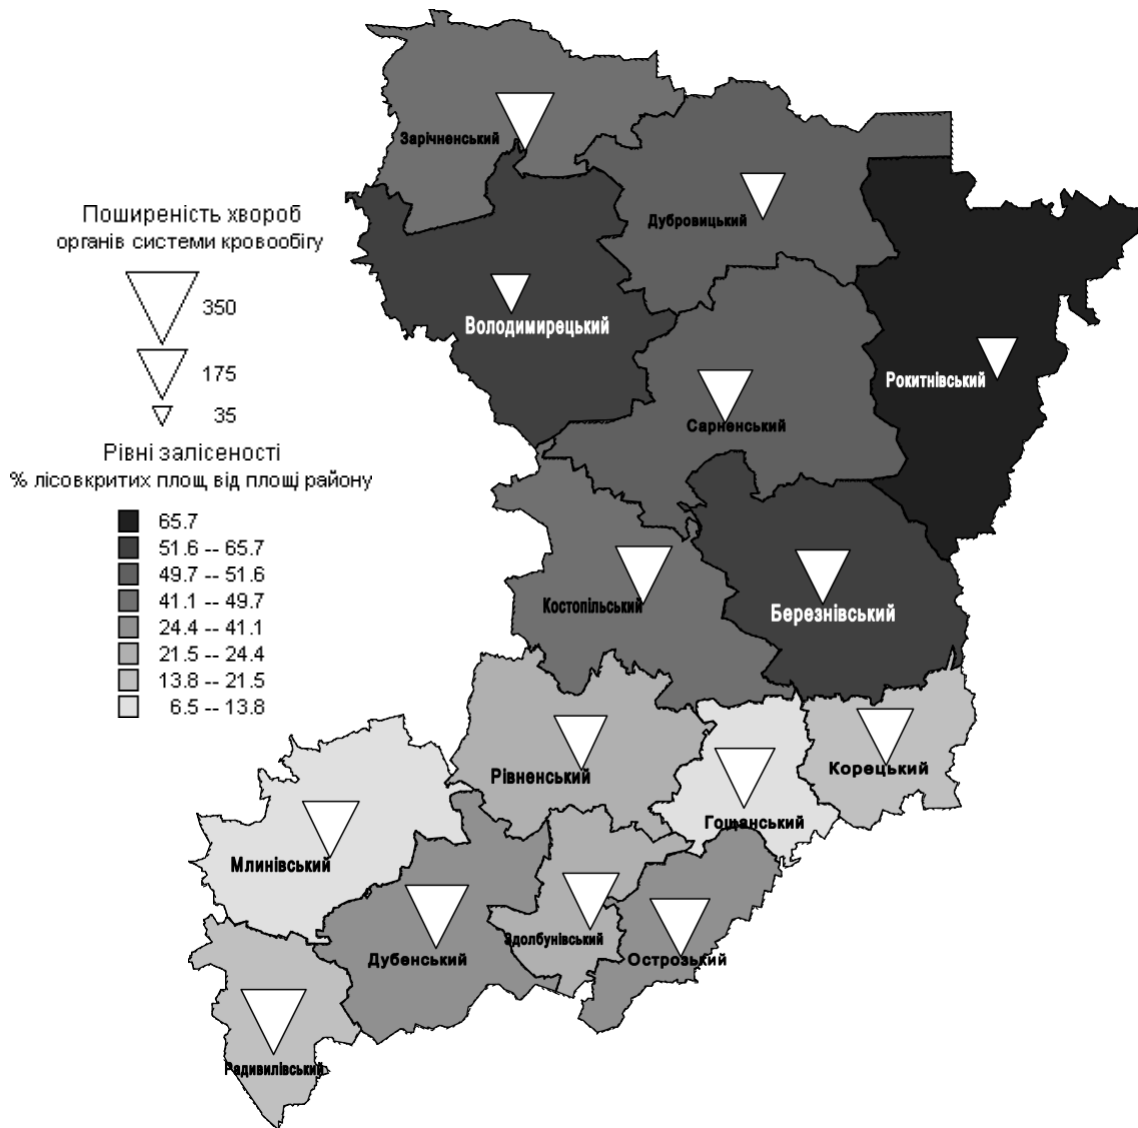 Зарічненський
Дубровицький
Поширеність хвороб
органів системи кровообігу
350
175
35
Володимирецький
Рокитнівський
Сарненський
Рівні залісеності
% лісовкритих площ від площі району
65.7
51.6 -- 65.7
49.7 -- 51.6
41.1 -- 49.7
24.4 -- 41.1
21.5 -- 24.4
13.8 -- 21.5
6.5 -- 13.8
Костопільський
Березнівський
Рівненський
Корецький
Гощанський
Млинівський
Дубенський
Здолбунівський
Острозький
Радивилівський